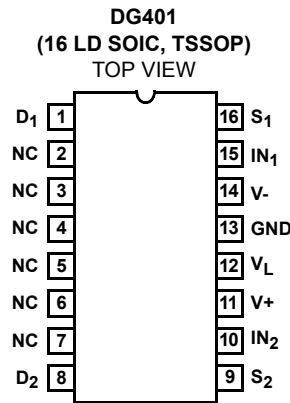 DG401
(16 LD SOIC, TSSOP)
TOP VIEW
D1 1 16 S1
NC 2 15 IN1
NC 3 14 V-
NC 4 13 GND
NC 5 12 VL
NC 6 11 V+
NC 7 10 IN2
D2 8 9 S2